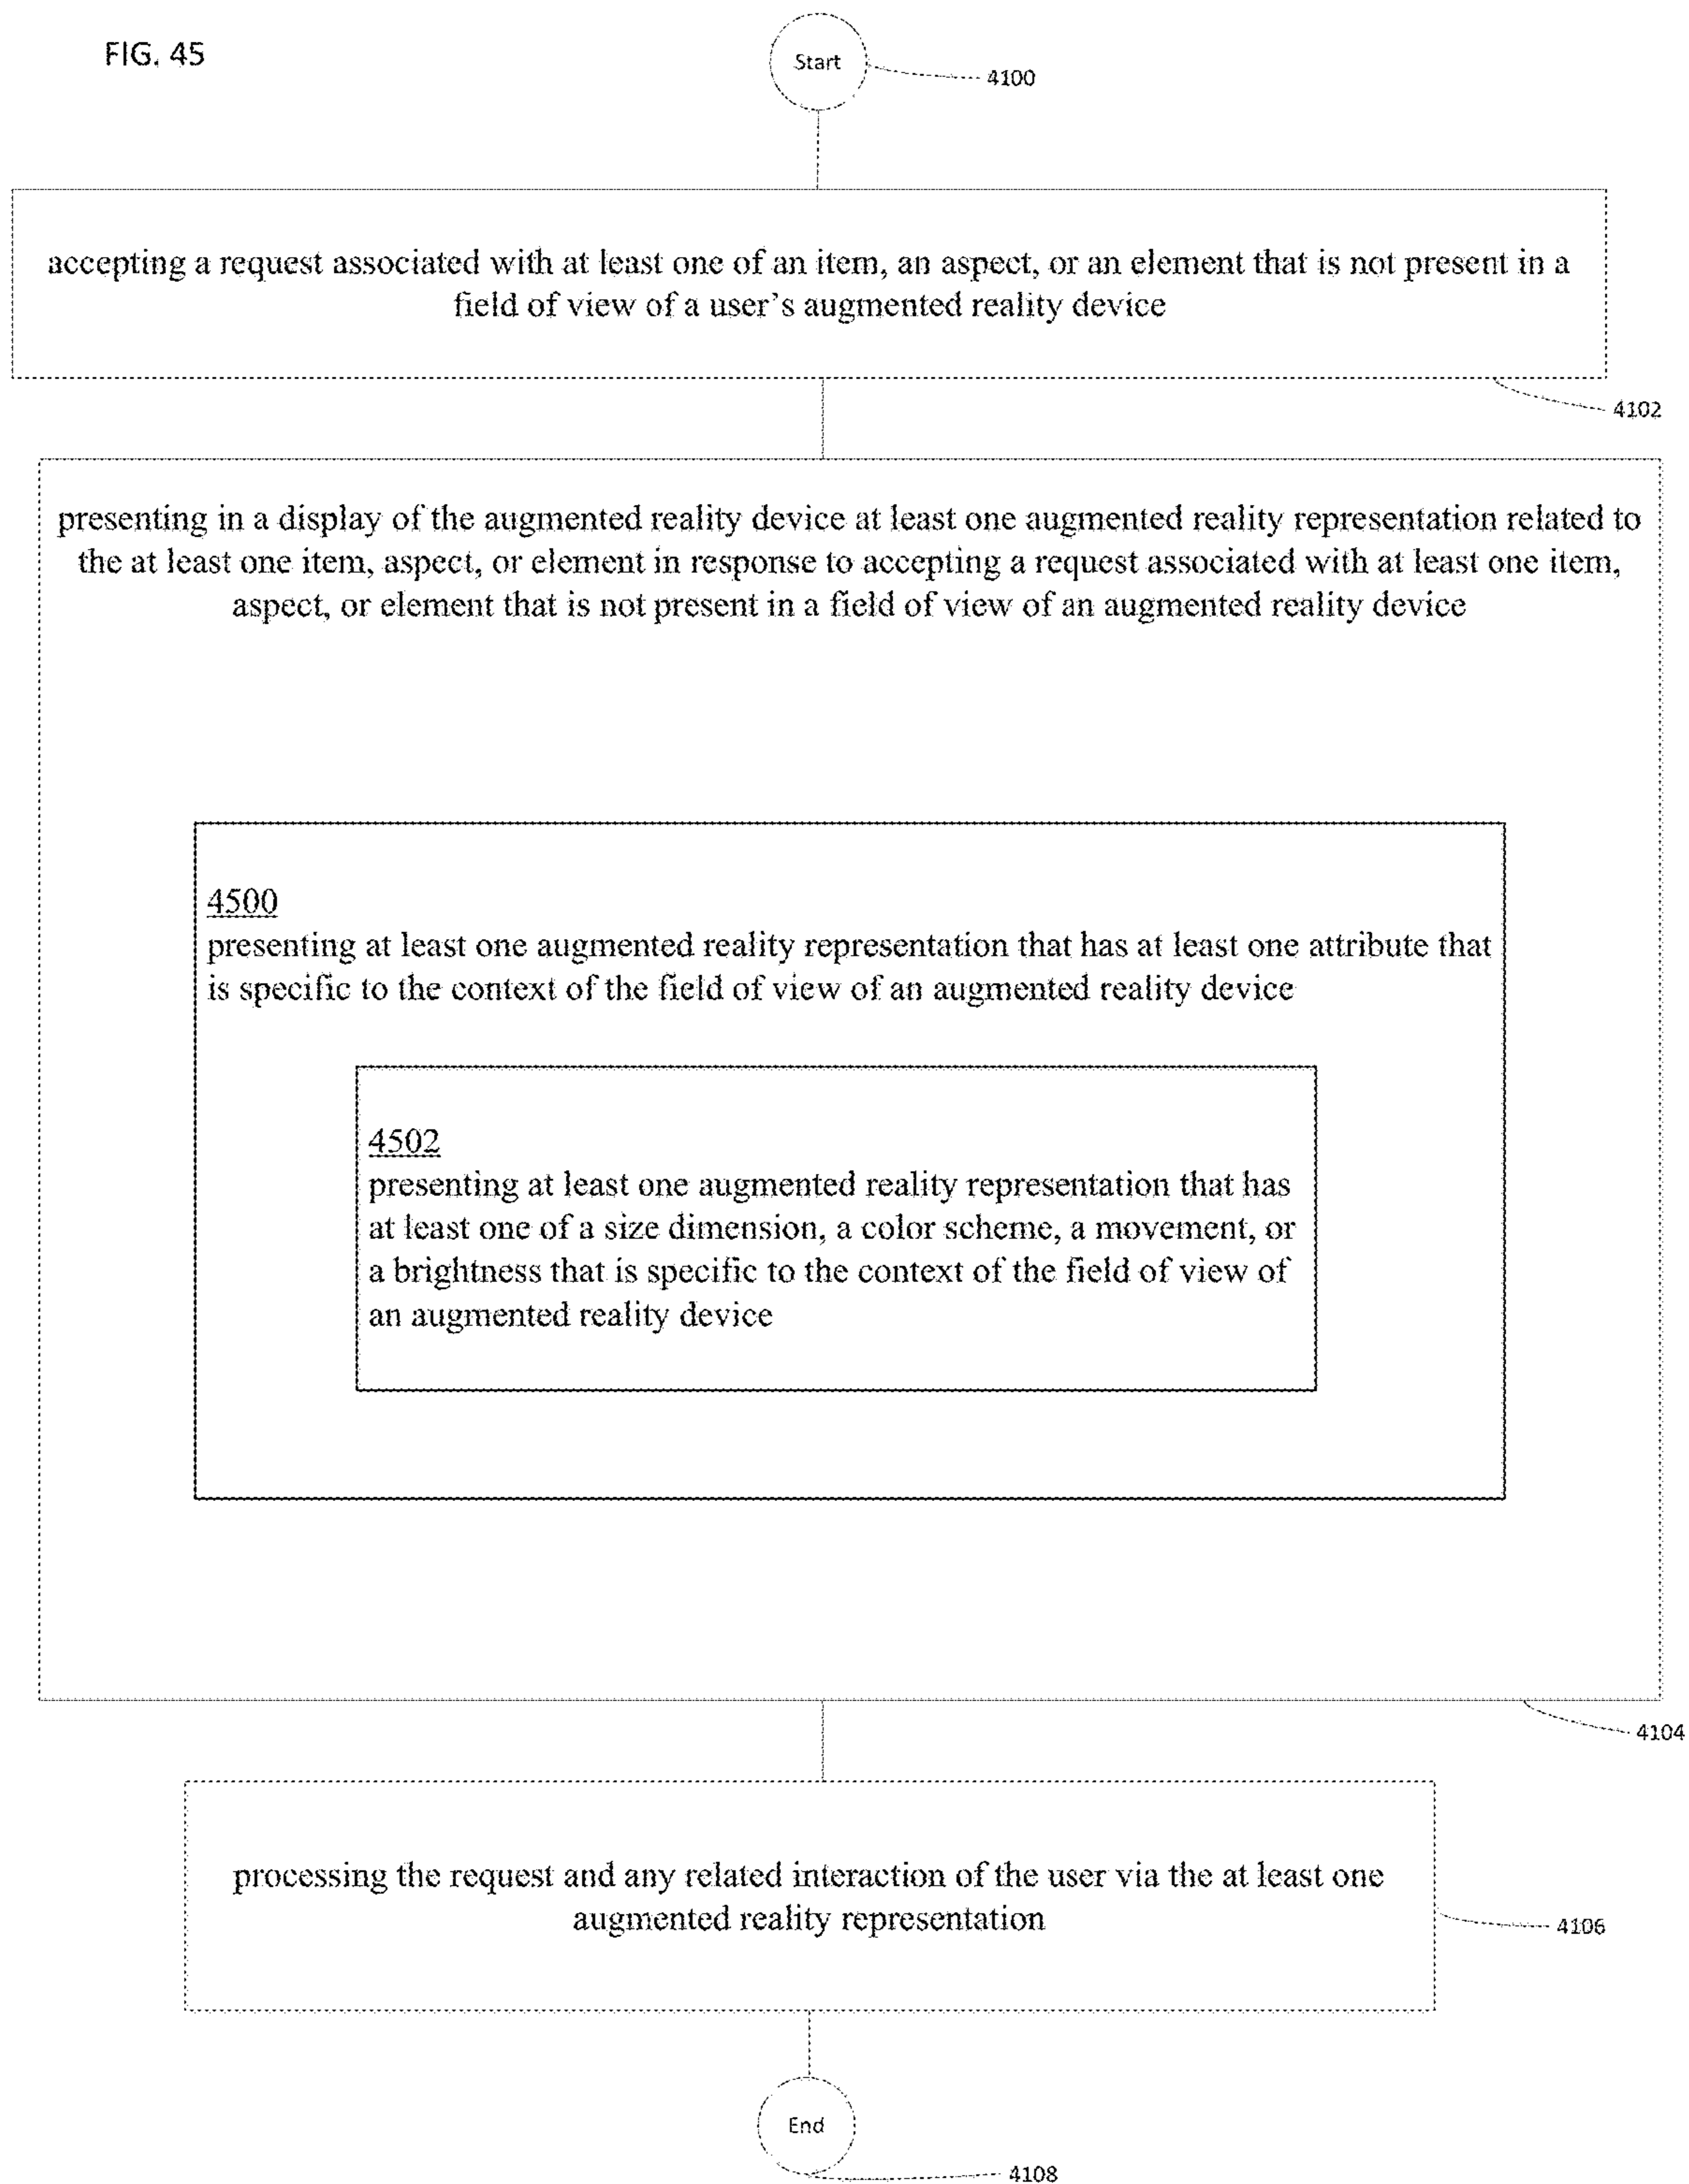 FIG. 45
Start
4100
accepting a request associated with at least one of an item, an aspect, or an element that is not present in a
field of view of a user's augmented reality device
4102
presenting in a display of the augmented reality device at least one augmented reality representation related to
the at least one item, aspect, or element in response to accepting a request associated with at least one item,
aspect, or element that is not present in a field of view of an augmented reality device
4500
presenting at least one augmented reality representation that has at least one attribute that
is specific to the context of the field of view of an augmented reality device
4502
presenting at least one augmented reality representation that has
at least one of a size dimension, a color scheme, a movement, or
a brightness that is specific to the context of the field of view of
an augmented reality device
4104
processing the request and any related interaction of the user via the at least one
augmented reality representation
4106
End
4108